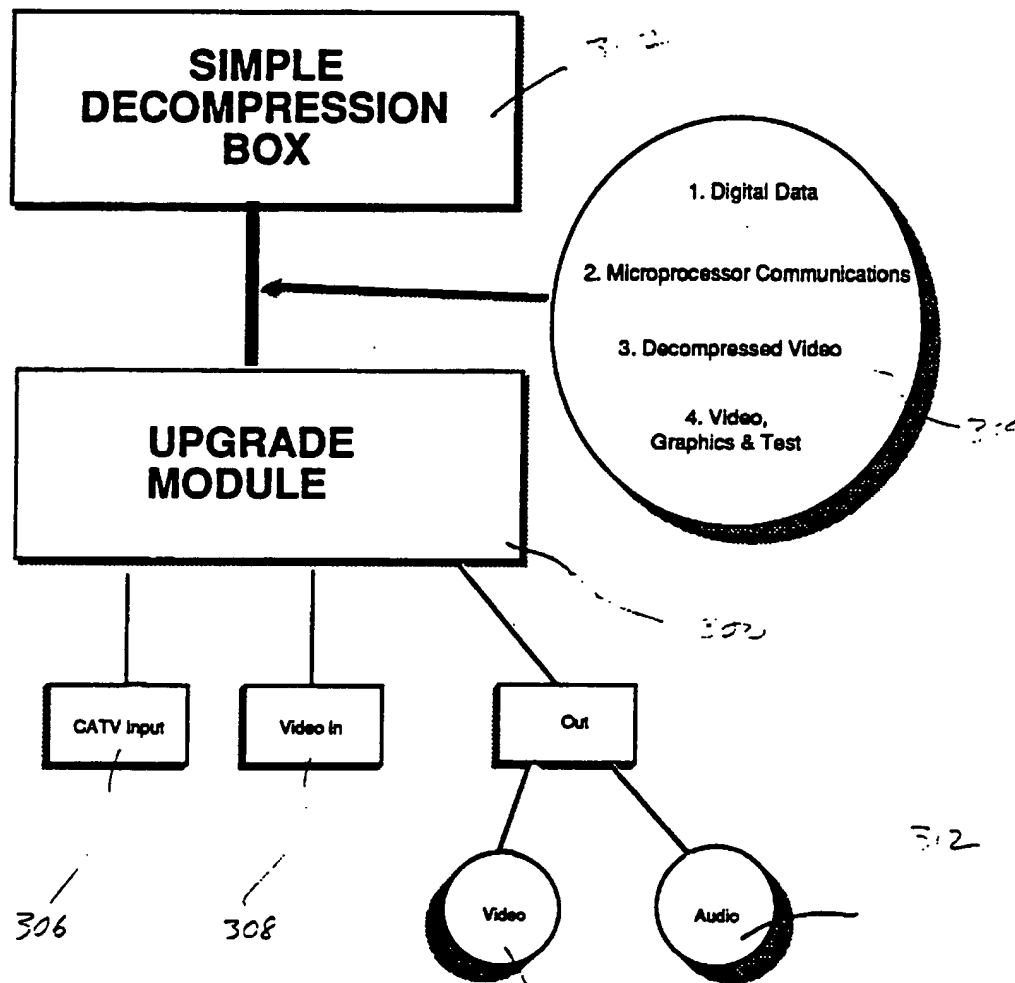 SIMPLE
DECOMPRESSION
BOX
1. Digital Data
2. Microprocessor Communications
3. Decompressed Video
4. Video,
Graphics & Test
UPGRADE
MODULE
CATV Input
Video In
Out
312
306
308
Video
Audio